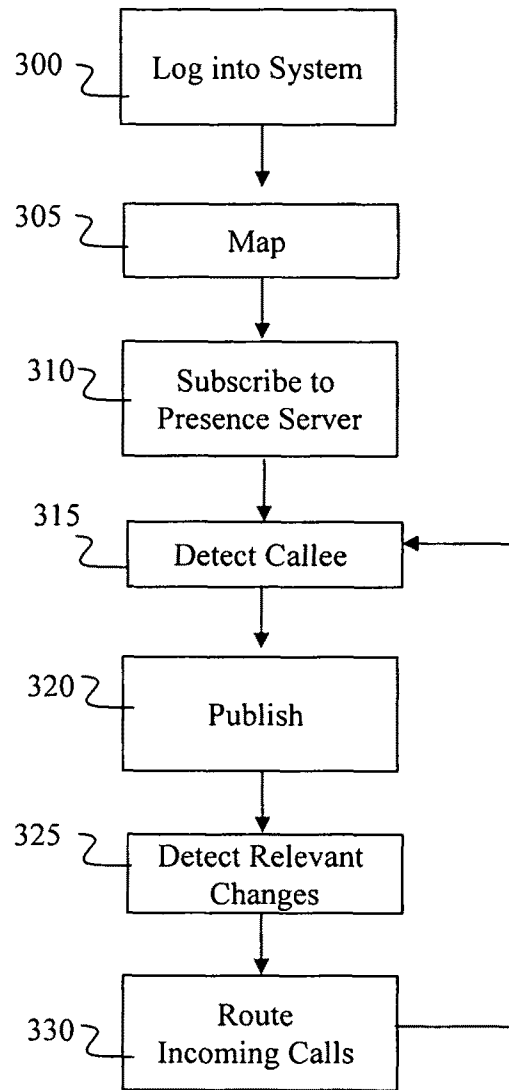 300
Log into System
305
Map
310
Subscribe to
Presence Server
315
Detect Callee
320
Publish
325
Detect Relevant
Changes
330
Route
Incoming Calls